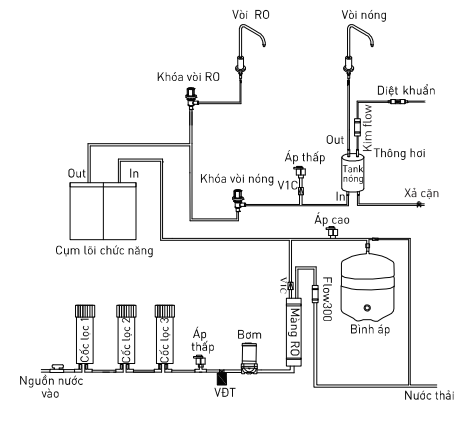 Vòi RO
Vòi nóng
Khóa vòi RO
Diệt khuẩn
Kim flow
Out
Thông hơi
Áp thấp
Out
In
Khóa vòi nóng
V1C
Tank
nóng
In
Xả cặn
Áp cao
Cụm lõi chức năng
V1C
Flow300
Màng RO
Bình áp
Cốc lọc 1
Cốc lọc 2
Cốc lọc 3
Áp
thấp
Bơm
Nguồn nước
vào
VĐT
Nước thải